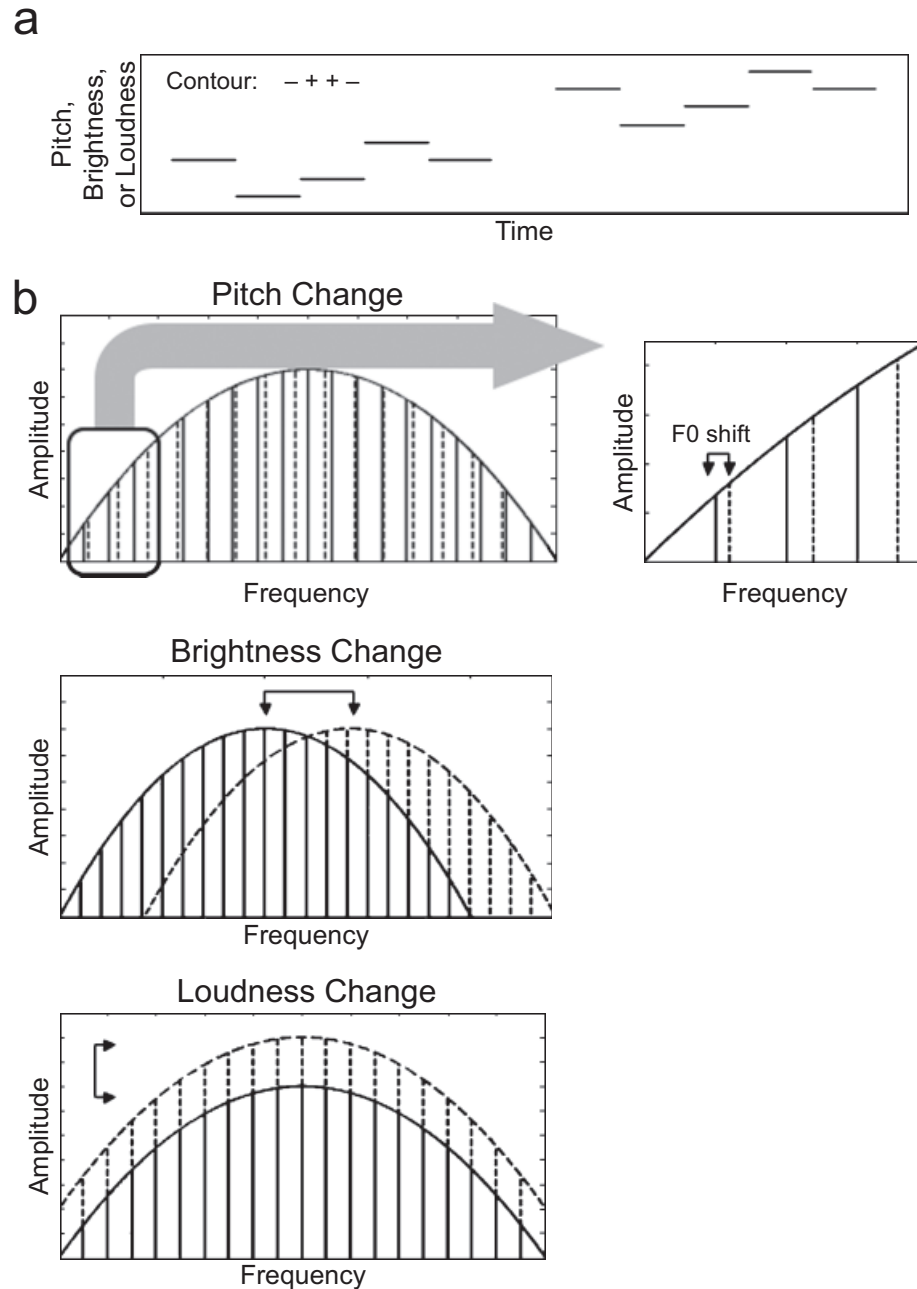 a
Contour: – + + –
Pitch,
Brightness,
or Loudness
Time
b
Pitch Change
Amplitude
Frequency
F0 shift
Amplitude
Frequency
Brightness Change
Amplitude
Frequency
Loudness Change
Amplitude
Frequency